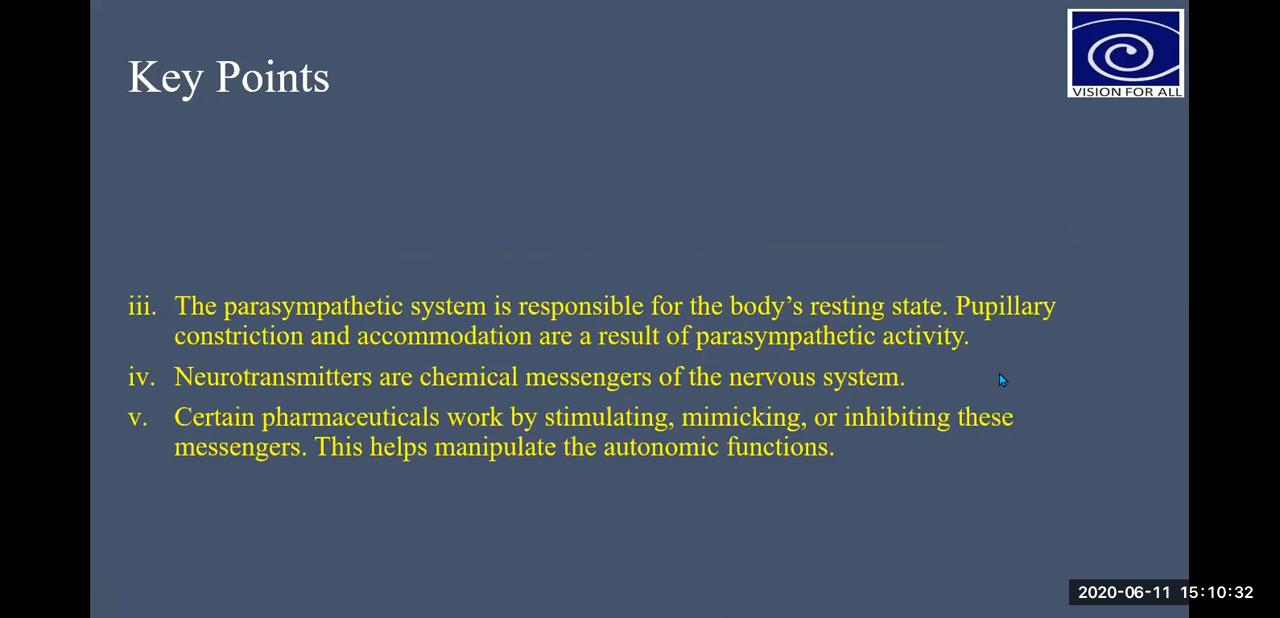 Key Points
VISION FOR ALL
iii. The parasympathetic system is responsible for the body’s resting state. Pupillary
constriction and accommodation are a result of parasympathetic activity.
iv. Neurotransmitters are chemical messengers of the nervous system.
v. Certain pharmaceuticals work by stimulating, mimicking, or inhibiting these
messengers. This helps manipulate the autonomic functions.
2020-06-11 15:10:32